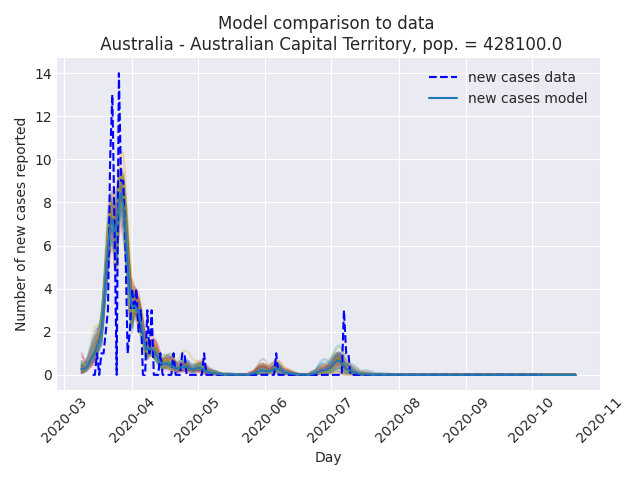 Model comparison to data
Australia - Australian Capital Territory, pop. = 428100.0
new cases data
new cases model
Number of new cases reported
14
12
10
8
6
4
2
0
2020-03
2020-04
2020-05
2020-06
2020-07
2020-08
2020-09
2020-10
2020-11
Day